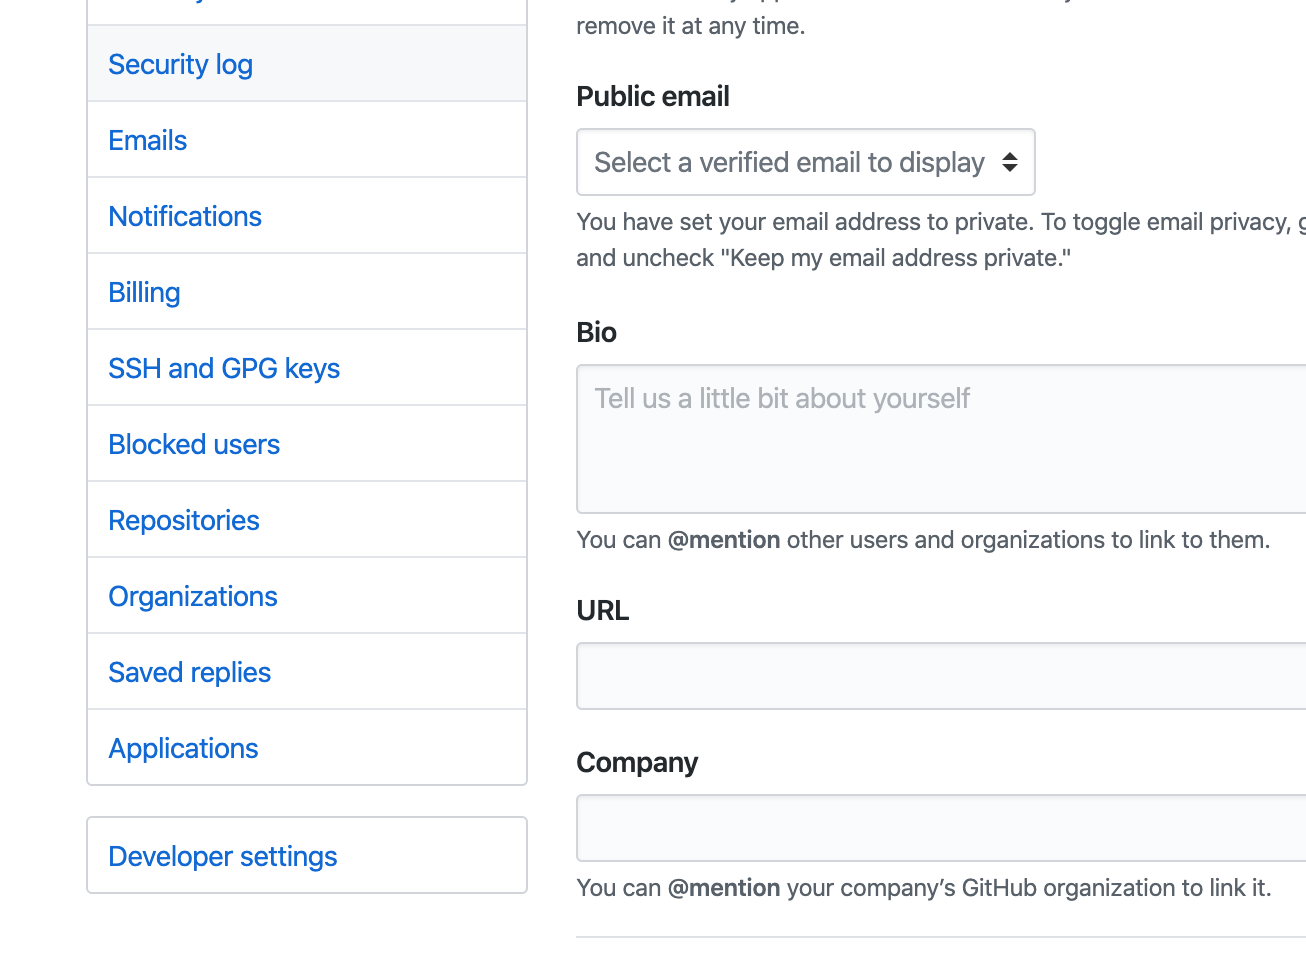 remove it at any time.
Security log
Emails
Notifications
Billing
SSH and GPG keys
Blocked users
Repositories
Organizations
Saved replies
Applications
Developer settings
Public email
Select a verified email to display
You have set your email address to private. To toggle email privacy,
and uncheck "Keep my email address private."
Bio
Tell us a little bit about yourself
You can @mention other users and organizations to link to them.
URL
Company
You can @mention your company’s GitHub organization to link it.